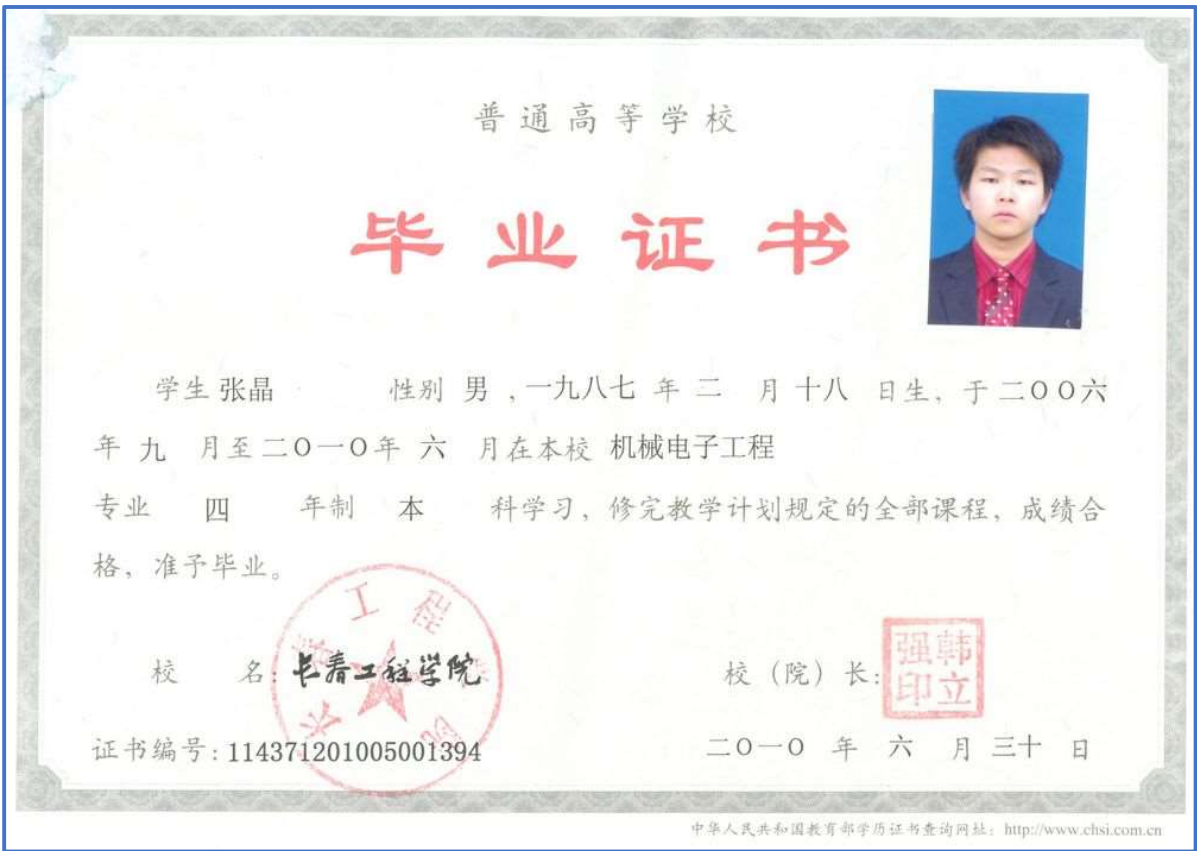 普通高等学校
毕业证书
学生 张晶 性别 男 ,一九八七 年 二 月 十八 日生、于 二OO六
年 九 月至 二O一O年 六 月在本校 机械电子工程
专业 四 年制 本 科学习、修完教学计划规定的全部课程、成绩合
格、准予毕业。
长春工程学院
校 名: 长春工程学院
校（院）长: 韩立强印
证书编号: 114371201005001394
二O一O 年 六 月 三十 日
中华人民共和国教育部学历证书查询网址: http://www.chsi.com.cn